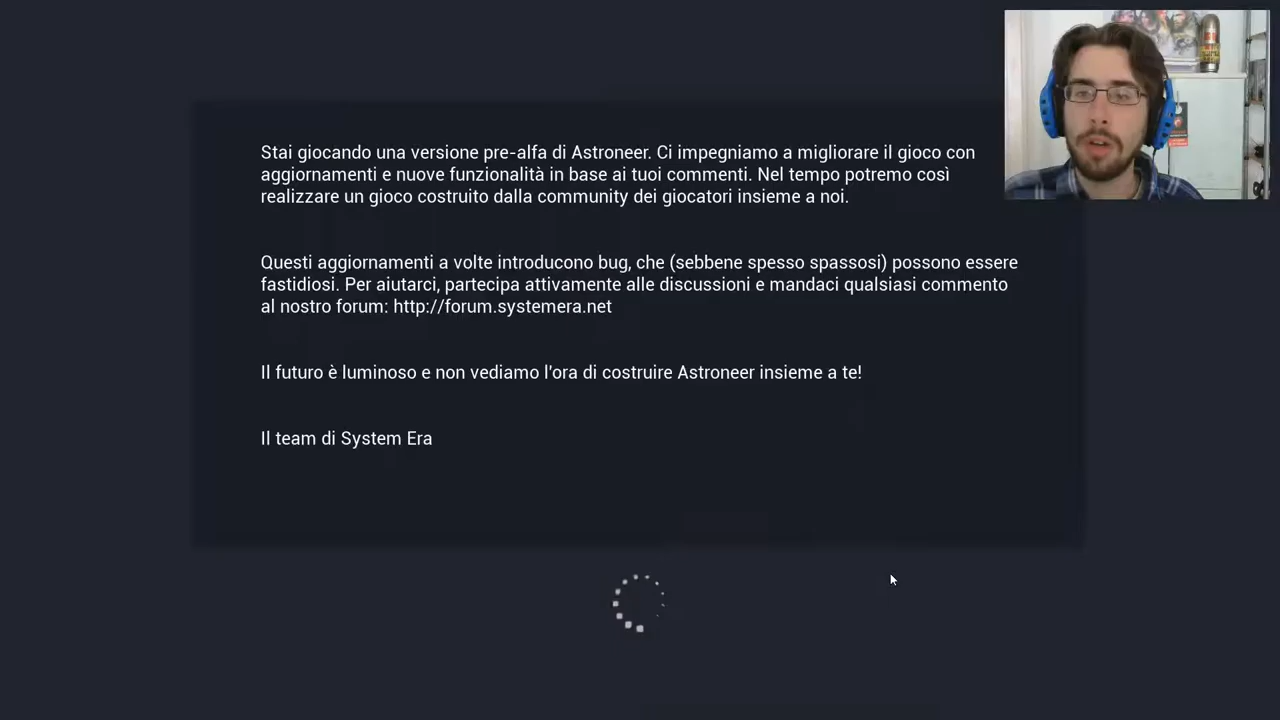 Stai giocando una versione pre-alfa di Astroneer. Ci impegniamo a migliorare il gioco con
aggiornamenti e nuove funzionalità in base ai tuoi commenti. Nel tempo potremo così
realizzare un gioco costruito dalla community dei giocatori insieme a noi.
Questi aggiornamenti a volte introducono bug, che (sebbene spesso spassosi) possono essere
fastidiosi. Per aiutarci, partecipa attivamente alle discussioni e mandaci qualsiasi commento
al nostro forum: http://forum.systemera.net
Il futuro è luminoso e non vediamo l'ora di costruire Astroneer insieme a te!
Il team di System Era